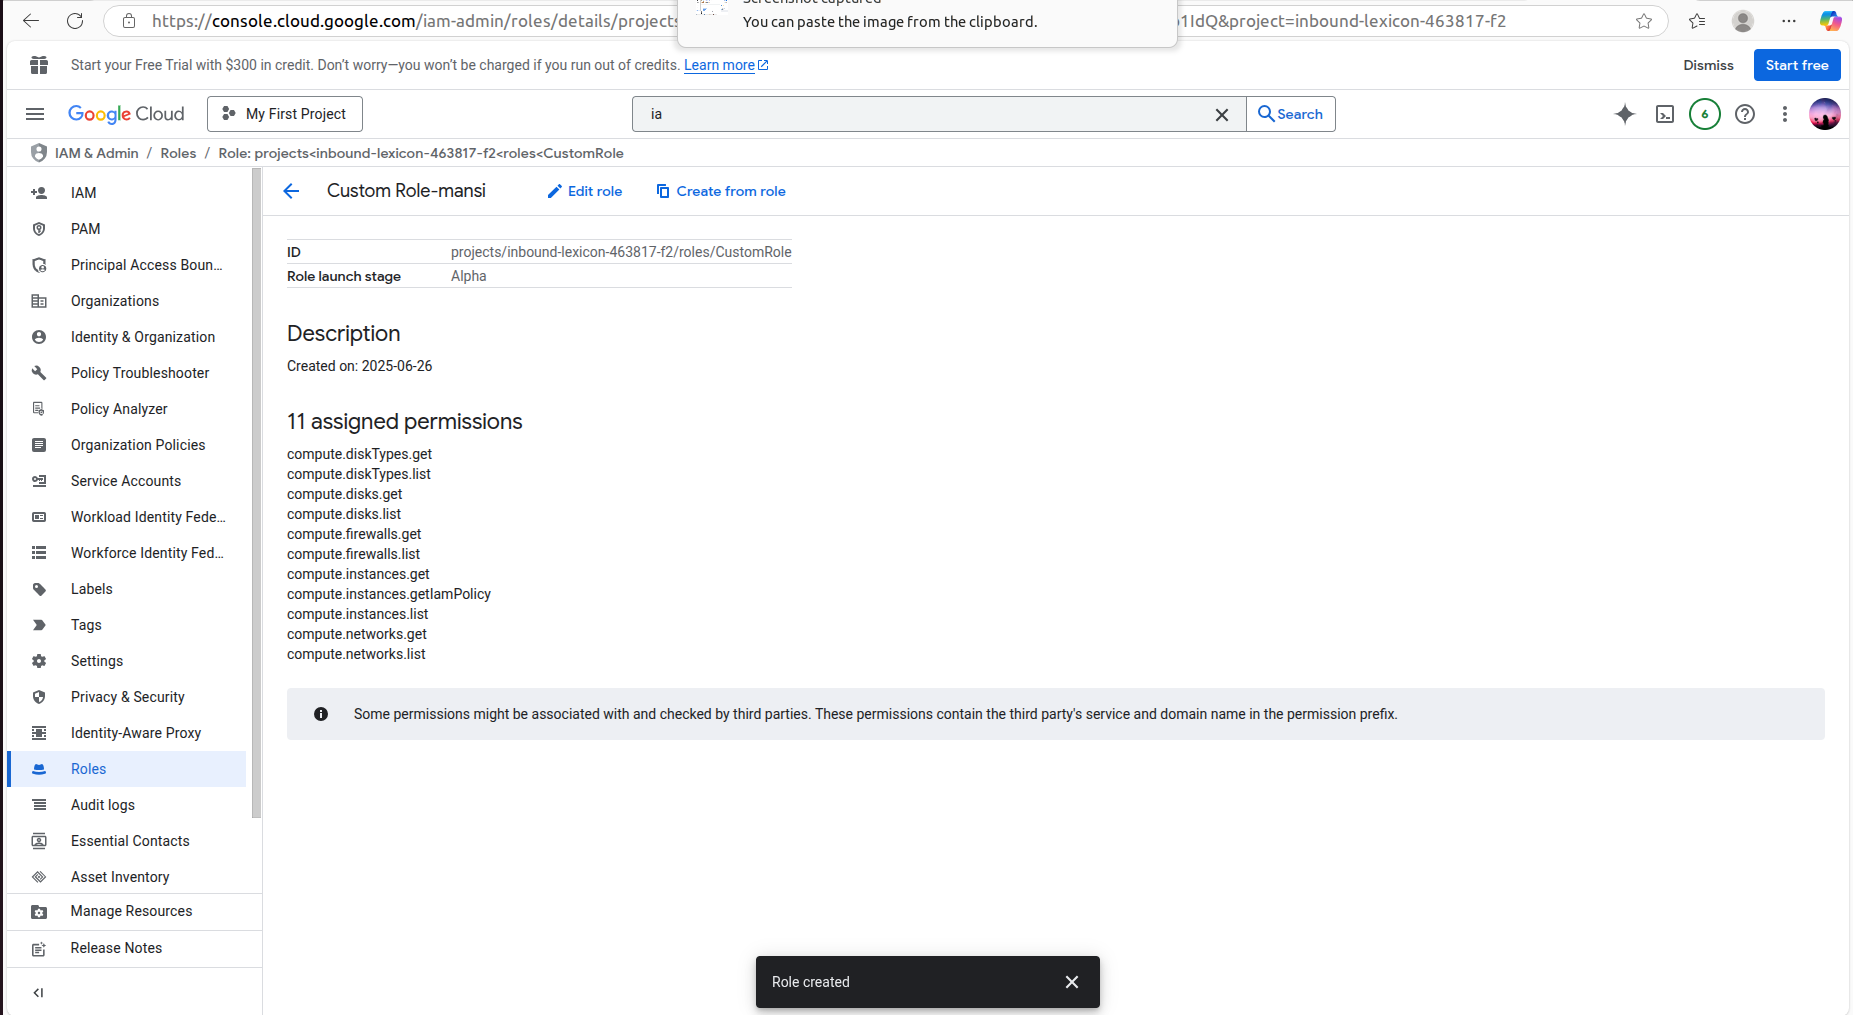 Screenshot captured
You can paste the image from the clipboard.
https://console.cloud.google.com/iam-admin/roles/details/projects
1IdQ&project=inbound-lexicon-463817-f2
Start your Free Trial with $300 in credit. Don't worry—you won't be charged if you run out of credits. Learn more
Dismiss
Start free
Google Cloud
My First Project
ia
Search
6
IAM & Admin / Roles / Role: projects<inbound-lexicon-463817-f2<roles<CustomRole
IAM
PAM
Principal Access Boun...
Organizations
Identity & Organization
Policy Troubleshooter
Policy Analyzer
Organization Policies
Service Accounts
Workload Identity Fede...
Workforce Identity Fed...
Labels
Tags
Settings
Privacy & Security
Identity-Aware Proxy
Roles
Audit logs
Essential Contacts
Asset Inventory
Manage Resources
Release Notes
Custom Role-mansi
Edit role
Create from role
ID projects/inbound-lexicon-463817-f2/roles/CustomRole
Role launch stage Alpha
Description
Created on: 2025-06-26
11 assigned permissions
compute.diskTypes.get
compute.diskTypes.list
compute.disks.get
compute.disks.list
compute.firewalls.get
compute.firewalls.list
compute.instances.get
compute.instances.getIamPolicy
compute.instances.list
compute.networks.get
compute.networks.list
Some permissions might be associated with and checked by third parties. These permissions contain the third party's service and domain name in the permission prefix.
Role created